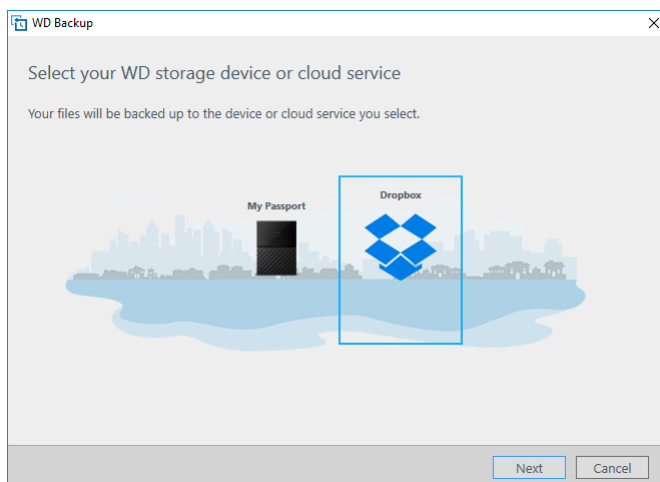 WD Backup
Select your WD storage device or cloud service
Your files will be backed up to the device or cloud service you select.
My Passport
Dropbox
Next
Cancel